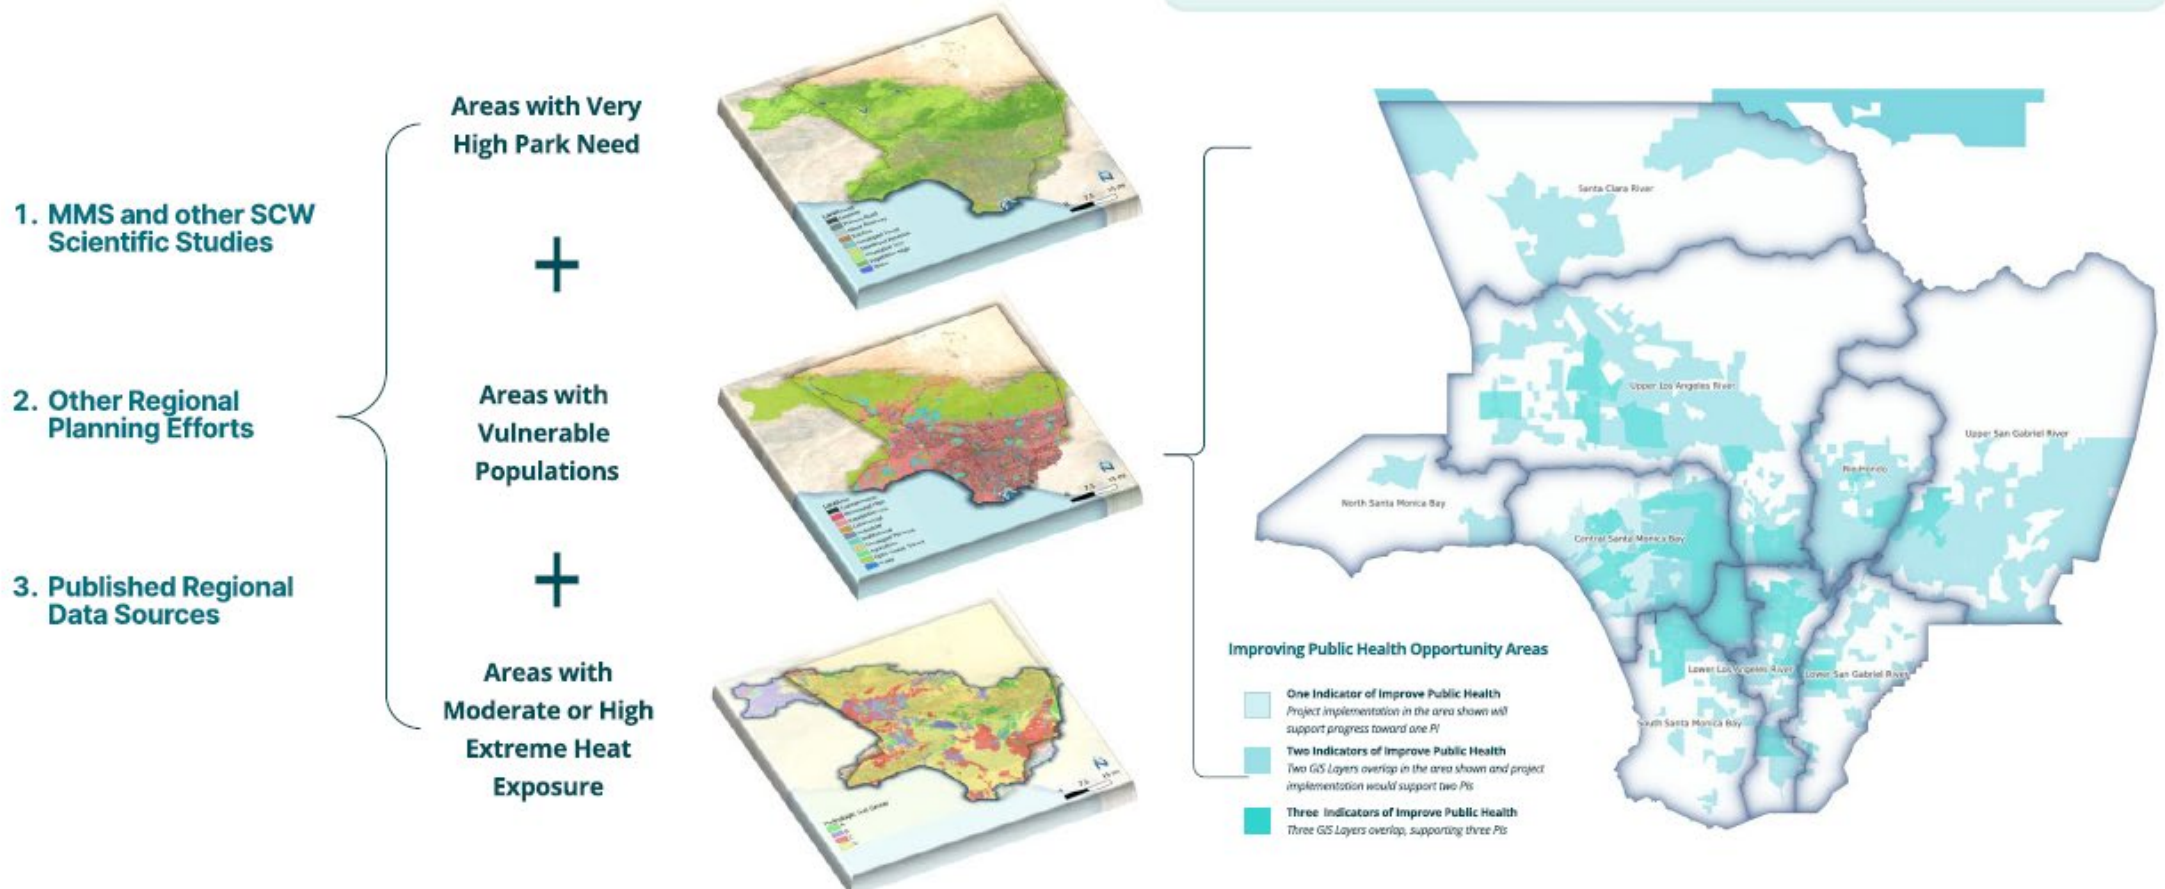 1. MMS and other SCW
Scientific Studies
2. Other Regional
Planning Efforts
3. Published Regional
Data Sources
Areas with Very
High Park Need
+
Areas with
Vulnerable
Populations
+
Areas with
Moderate or High
Extreme Heat
Exposure
Santa Clara River
Upper Los Angeles River
Upper San Gabriel River
Rio Hondo
North Santa Monica Bay
Central Santa Monica Bay
Lower Los Angeles River
Lower San Gabriel River
South Santa Monica Bay
Improving Public Health Opportunity Areas
One Indicator of Improve Public Health
Project implementation in the area shown will
support progress toward one PI
Two Indicators of Improve Public Health
Two GIS Layers overlap in the area shown and project
implementation would support two PIs
Three Indicators of Improve Public Health
Three GIS Layers overlap, supporting three PIs